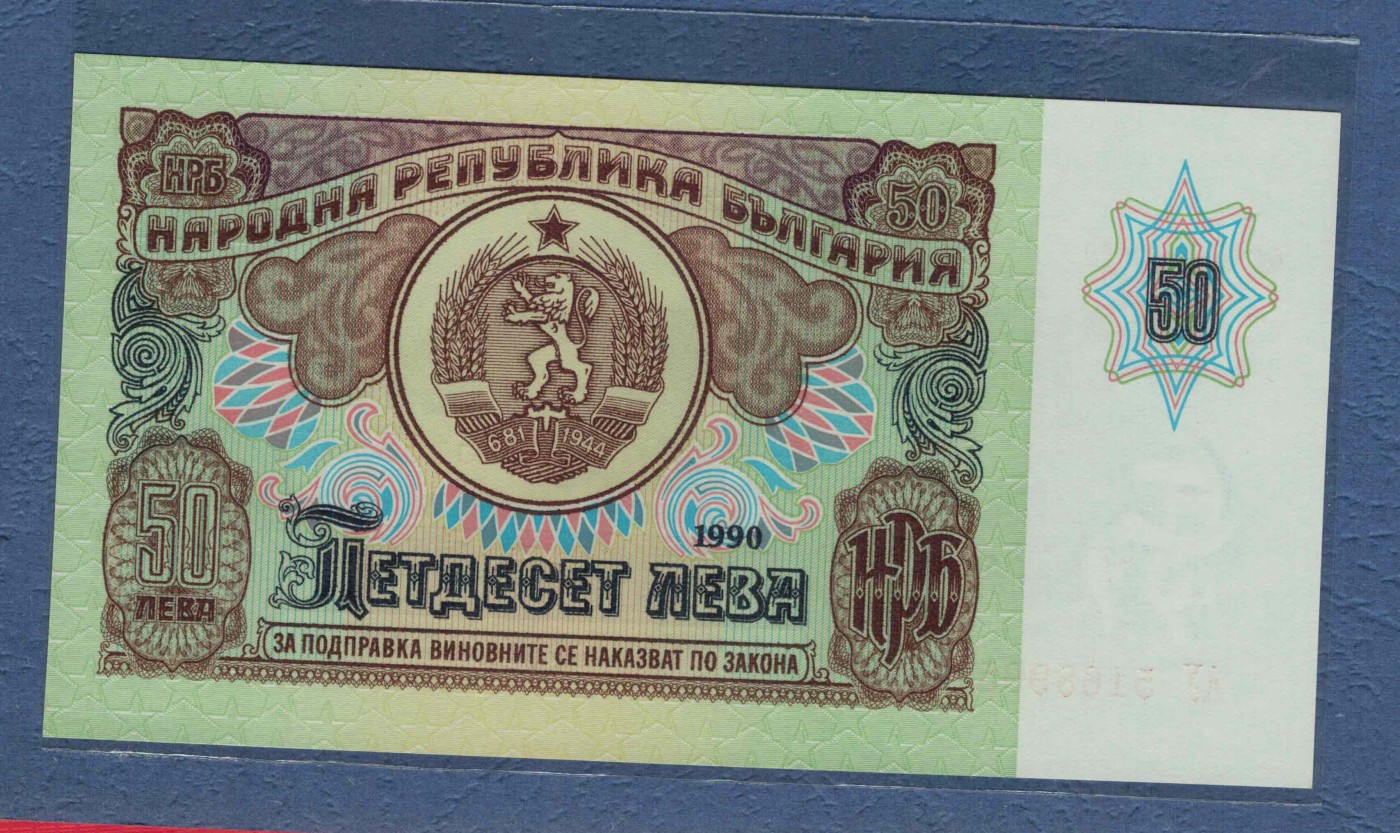 НРБ
НАРОДНА РЕПУБЛИКА БЪЛГАРИЯ
50
50
681 1944
1990
ПЕТДЕСЕТ ЛЕВА
50
ЛЕВА
НРБ
ЗА ПОДПРАВКА ВИНОВНИТЕ СЕ НАКАЗВАТ ПО ЗАКОНА